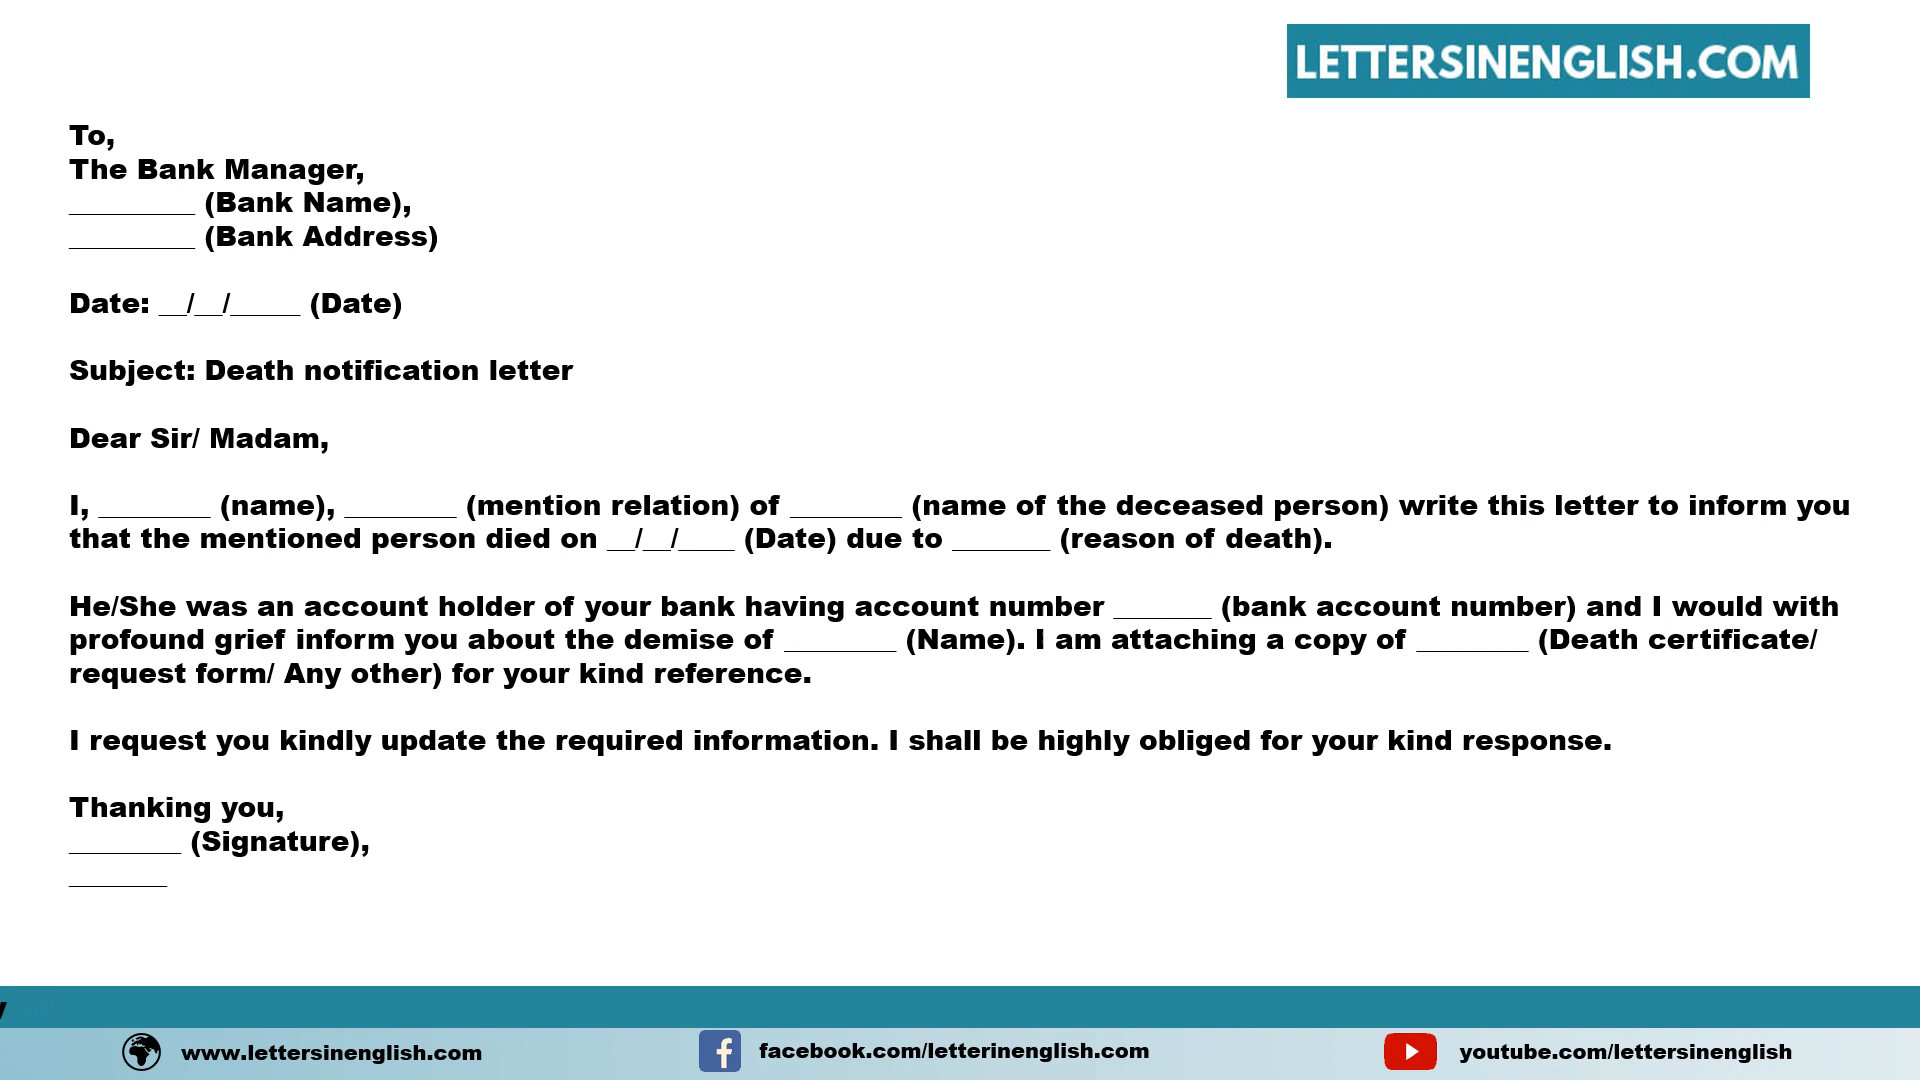 LETTERSINENGLISH.COM
To,
The Bank Manager,
_________ (Bank Name),
_________ (Bank Address)
Date: __/__/_____ (Date)
Subject: Death notification letter
Dear Sir/ Madam,
I, ________ (name), ________ (mention relation) of ________ (name of the deceased person) write this letter to inform you
that the mentioned person died on __/__/____ (Date) due to _______ (reason of death).
He/She was an account holder of your bank having account number _______ (bank account number) and I would with
profound grief inform you about the demise of ________ (Name). I am attaching a copy of ________ (Death certificate/
request form/ Any other) for your kind reference.
I request you kindly update the required information. I shall be highly obliged for your kind response.
Thanking you,
________ (Signature),
_______
www.lettersinenglish.com
facebook.com/letterinenglish.com
youtube.com/lettersinenglish